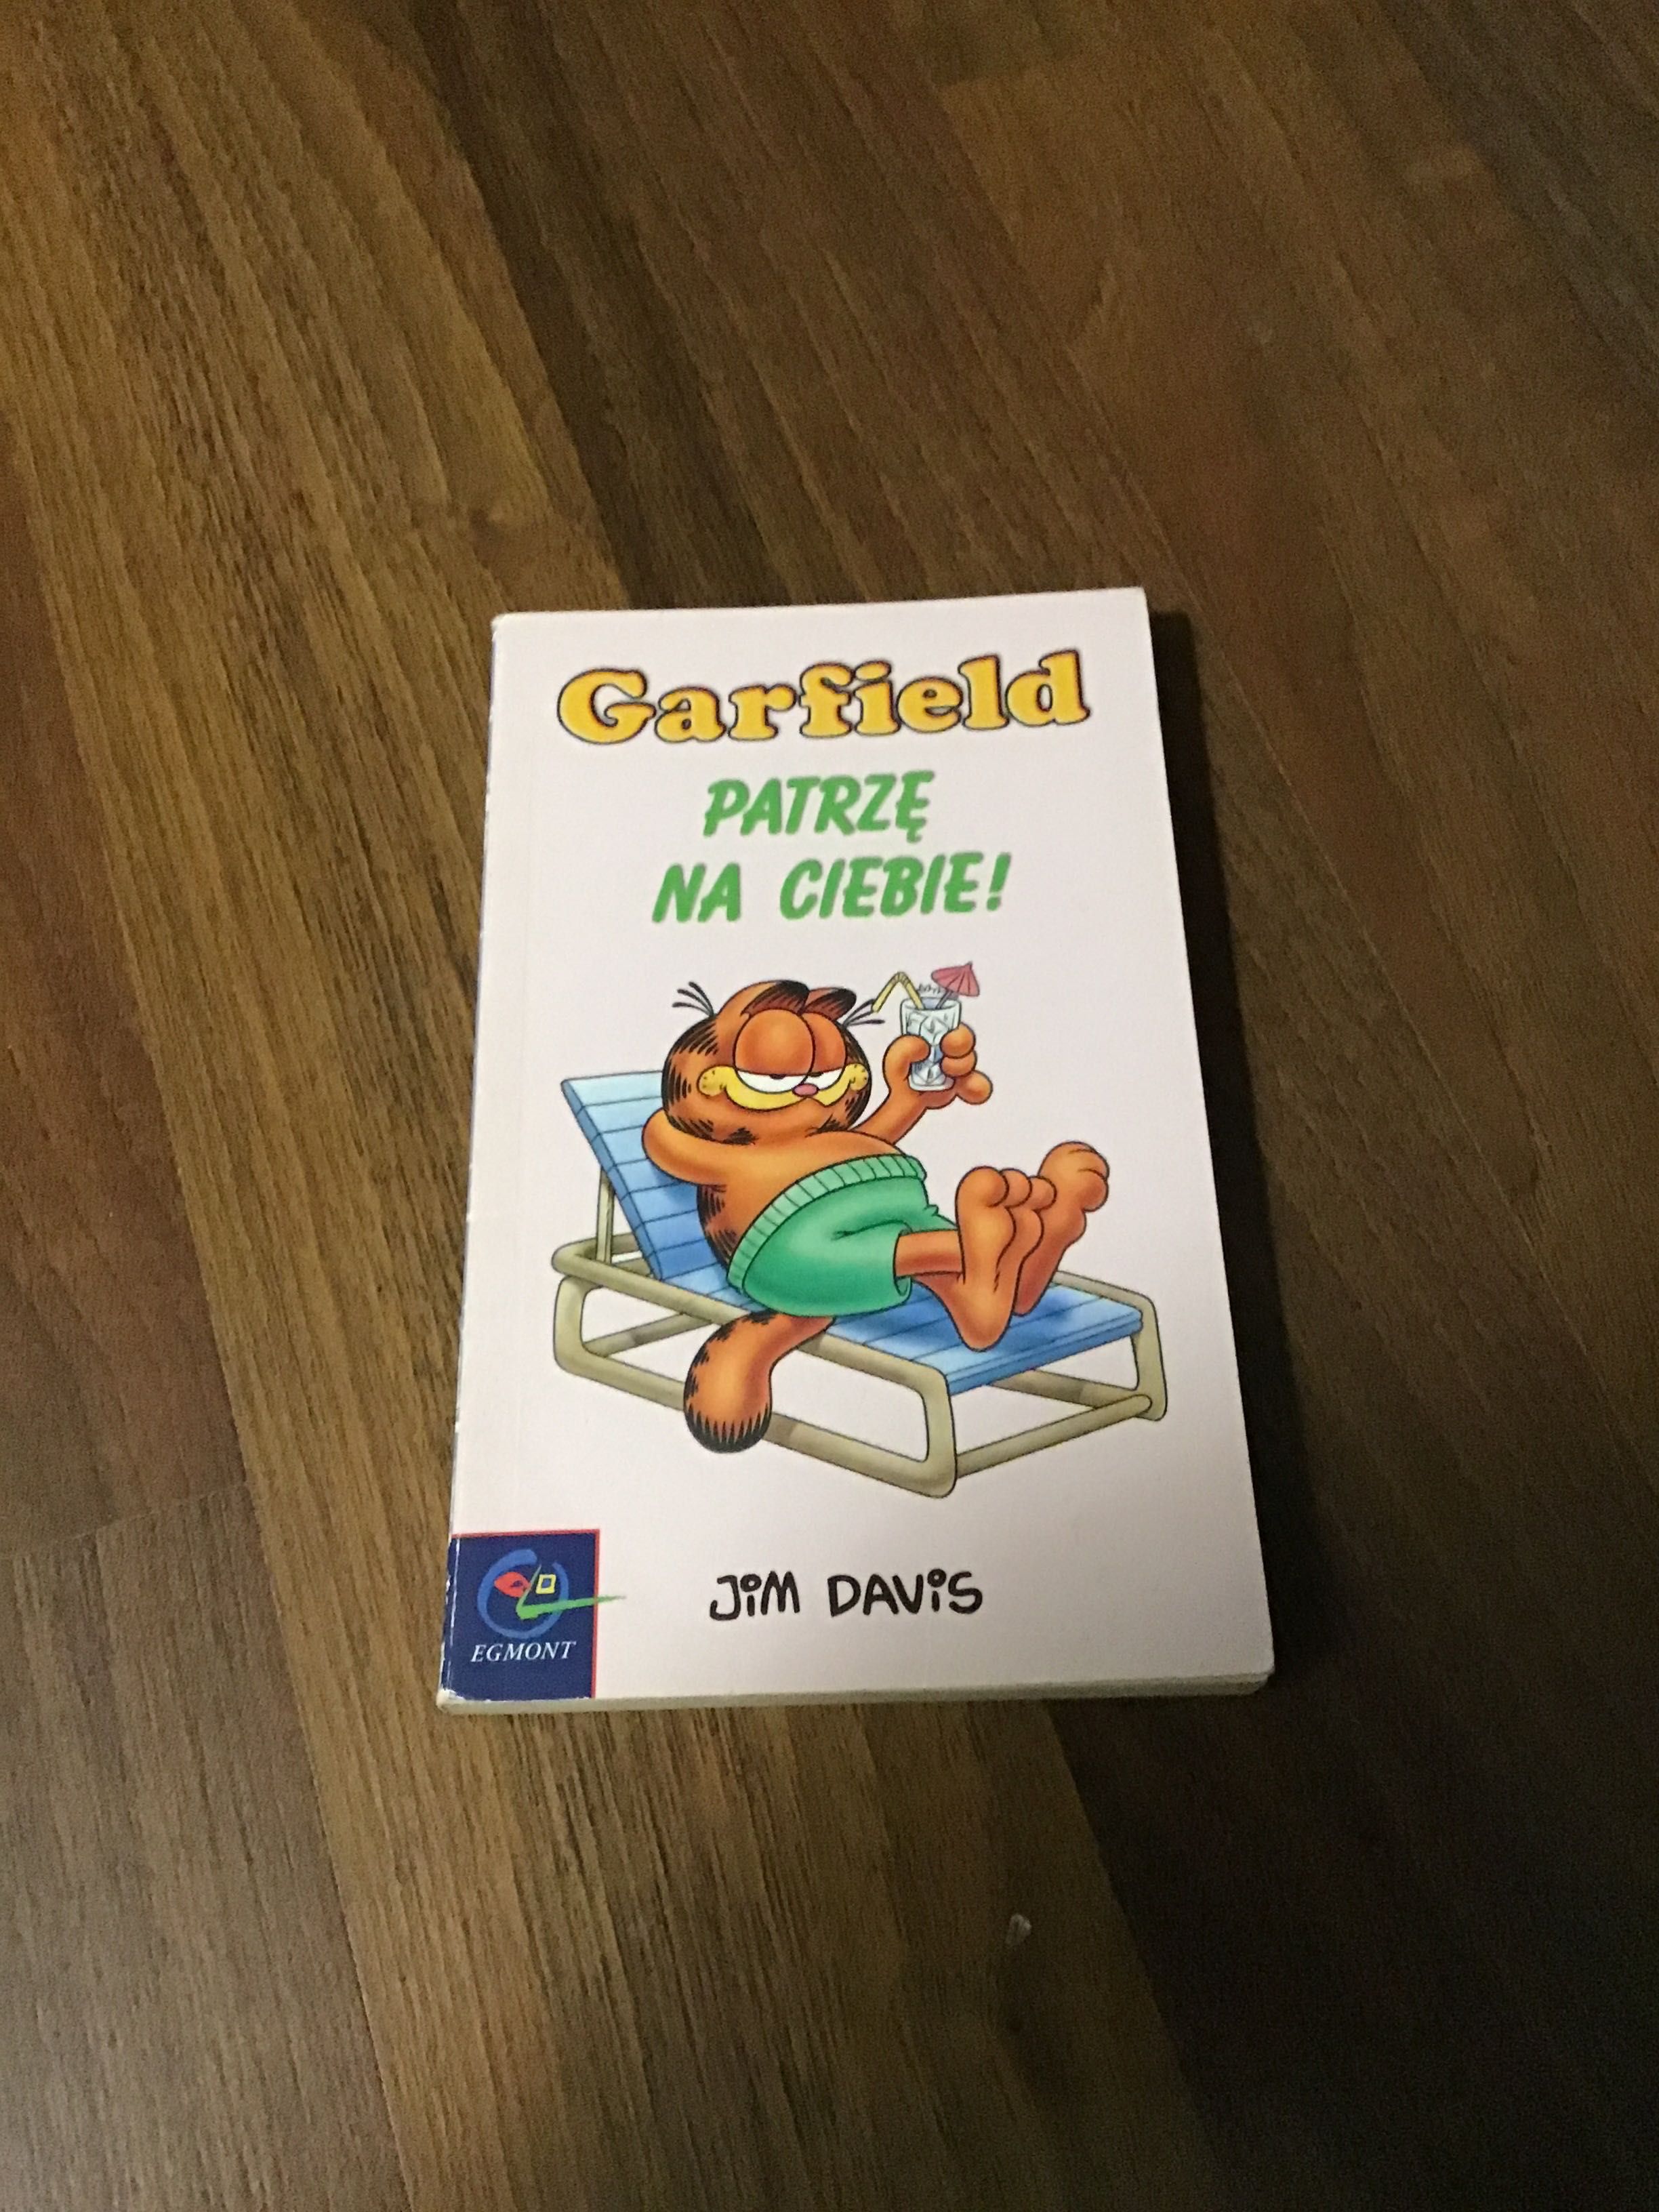 Garfield
PATRZĘ
NA CIEBIE!
JiM DAViS
EGMONT